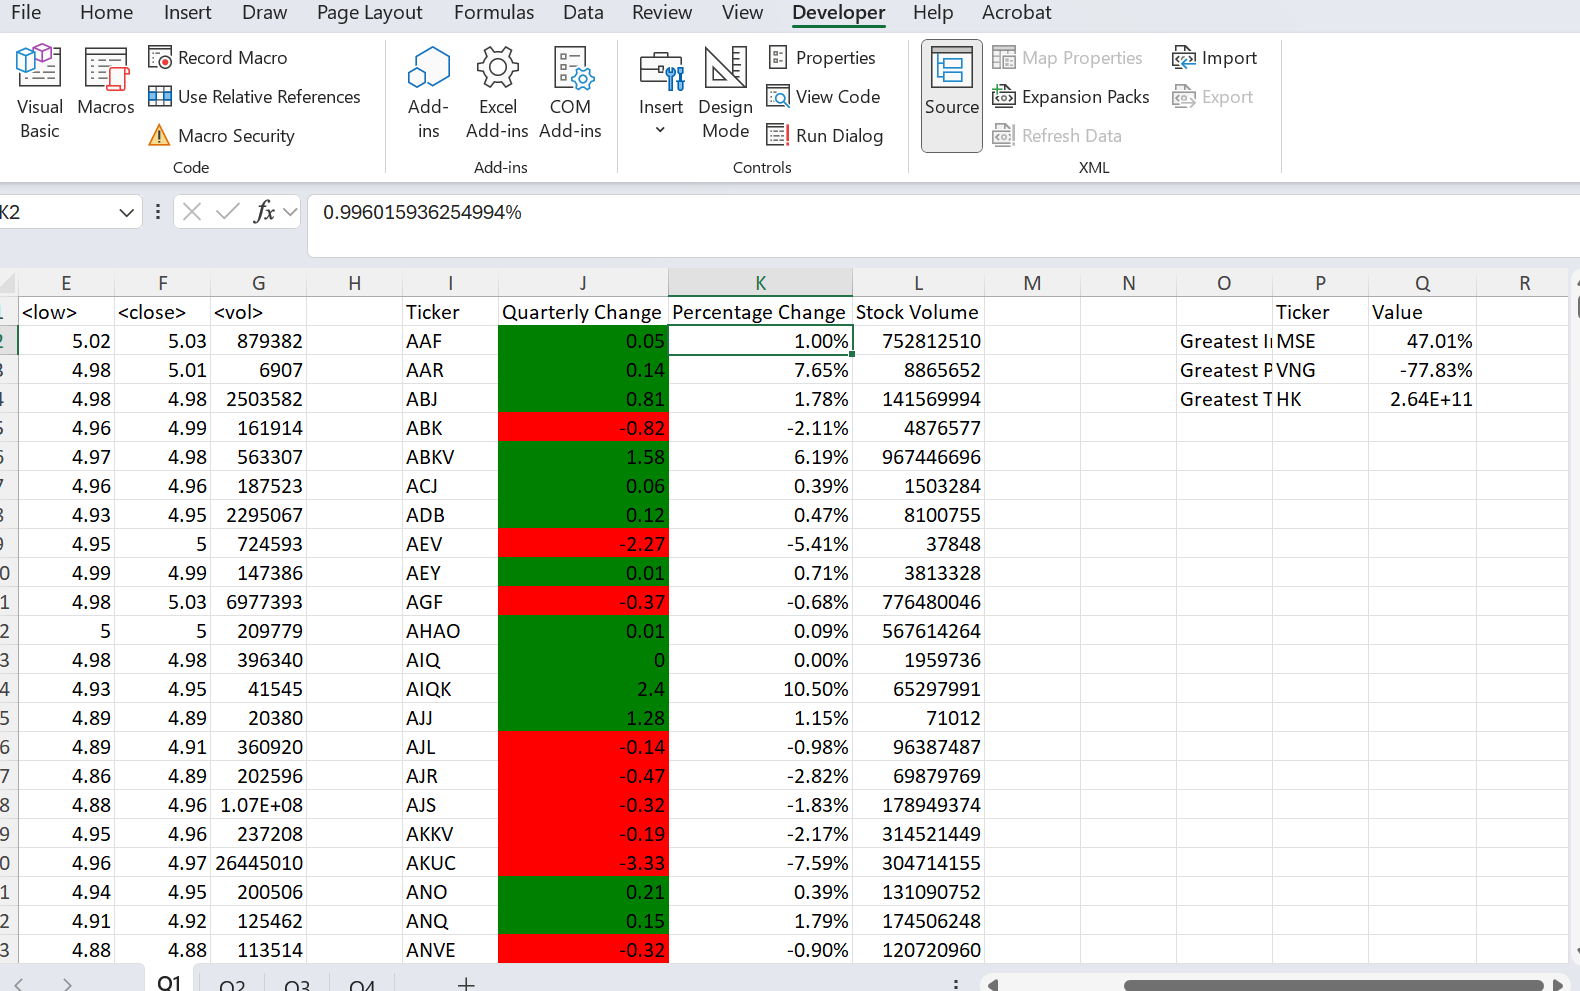 File Home Insert Draw Page Layout Formulas Data Review View Developer Help Acrobat
Visual Basic
Macros
Record Macro
Use Relative References
Macro Security
Code
Add-ins
Excel Add-ins
COM Add-ins
Add-ins
Insert
Design Mode
Properties
View Code
Run Dialog
Controls
Source
Map Properties
Expansion Packs
Refresh Data
Import
Export
XML
K2 fx 0.996015936254994%
E F G H I J K L M N O P Q R
<low> <close> <vol> Ticker Quarterly Change Percentage Change Stock Volume Ticker Value
5.02 5.03 879382 AAF 0.05 1.00% 752812510 Greatest MSE 47.01%
4.98 5.01 6907 AAR 0.14 7.65% 8865652 Greatest P VNG -77.83%
4.98 4.98 2503582 ABJ 0.81 1.78% 141569994 Greatest T HK 2.64E+11
4.96 4.99 161914 ABK -0.82 -2.11% 4876577
4.97 4.98 563307 ABKV 1.58 6.19% 967446696
4.96 4.96 187523 ACJ 0.06 0.39% 1503284
4.93 4.95 2295067 ADB 0.12 0.47% 8100755
4.95 5 724593 AEV -2.27 -5.41% 37848
4.99 4.99 147386 AEY 0.01 0.71% 3813328
4.98 5.03 6977393 AGF -0.37 -0.68% 776480046
5 5 209779 AHAO 0.01 0.09% 567614264
4.98 4.98 396340 AIQ 0 0.00% 1959736
4.93 4.95 41545 AIQK 2.4 10.50% 65297991
4.89 4.89 20380 AJJ 1.28 1.15% 71012
4.89 4.91 360920 AJL -0.14 -0.98% 96387487
4.86 4.89 202596 AJR -0.47 -2.82% 69879769
4.88 4.96 1.07E+08 AJS -0.32 -1.83% 178949374
4.95 4.96 237208 AKKV -0.19 -2.17% 314521449
4.96 4.97 26445010 AKUC -3.33 -7.59% 304714155
4.94 4.95 200506 ANO 0.21 0.39% 131090752
4.91 4.92 125462 ANQ 0.15 1.79% 174506248
4.88 4.88 113514 ANVE -0.32 -0.90% 120720960
Q1 Q2 Q3 Q4